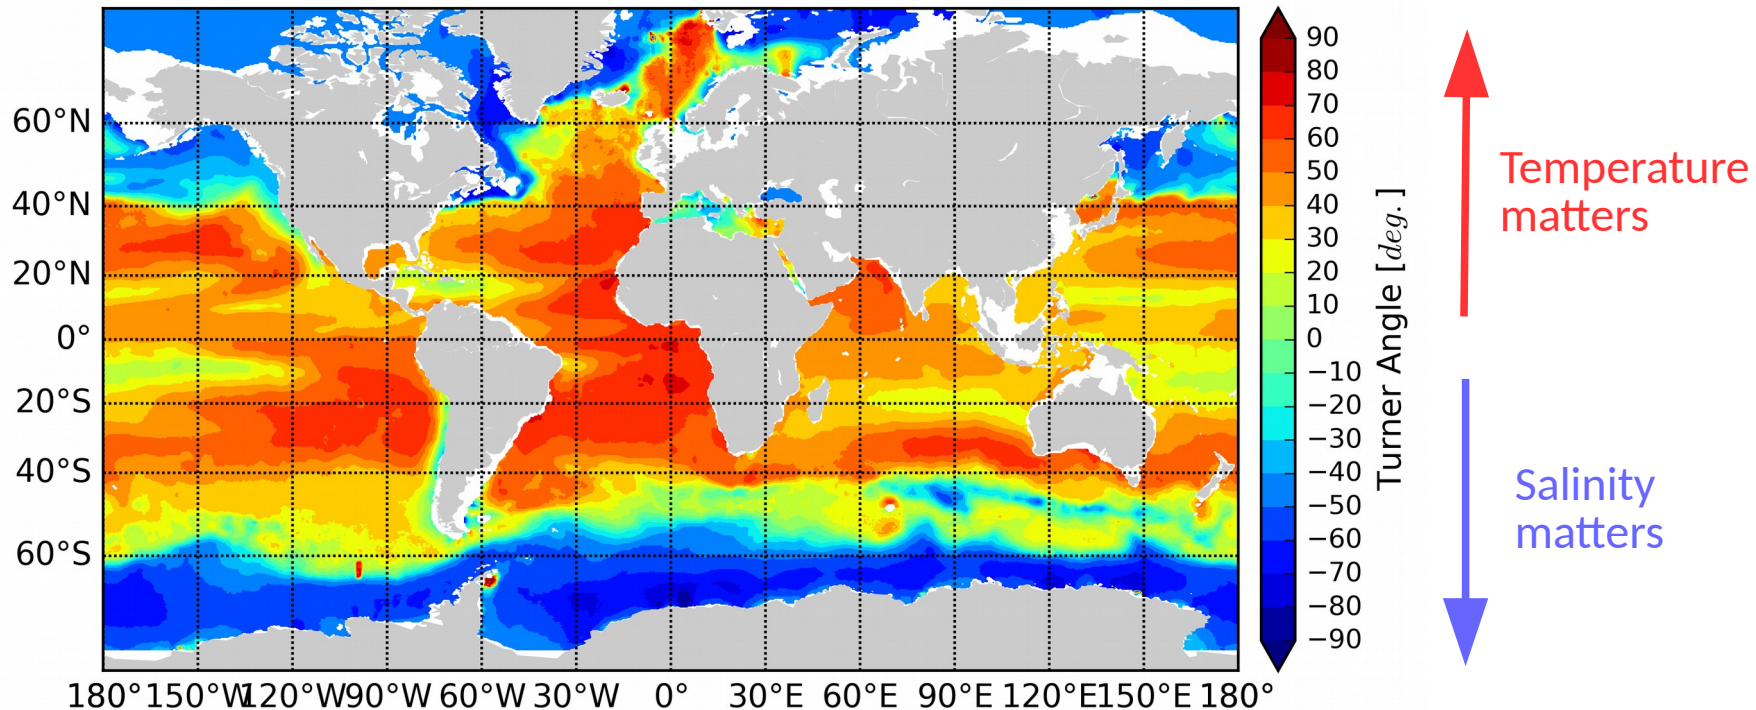 60°N
40°N
20°N
0°
20°S
40°S
60°S
180°
150°W
120°W
90°W
60°W
30°W
0°
30°E
60°E
90°E
120°E
150°E
180°
90
80
70
60
50
40
30
20
10
0
−10
−20
−30
−40
−50
−60
−70
−80
−90
Turner Angle [deg.]
Temperature
matters
Salinity
matters